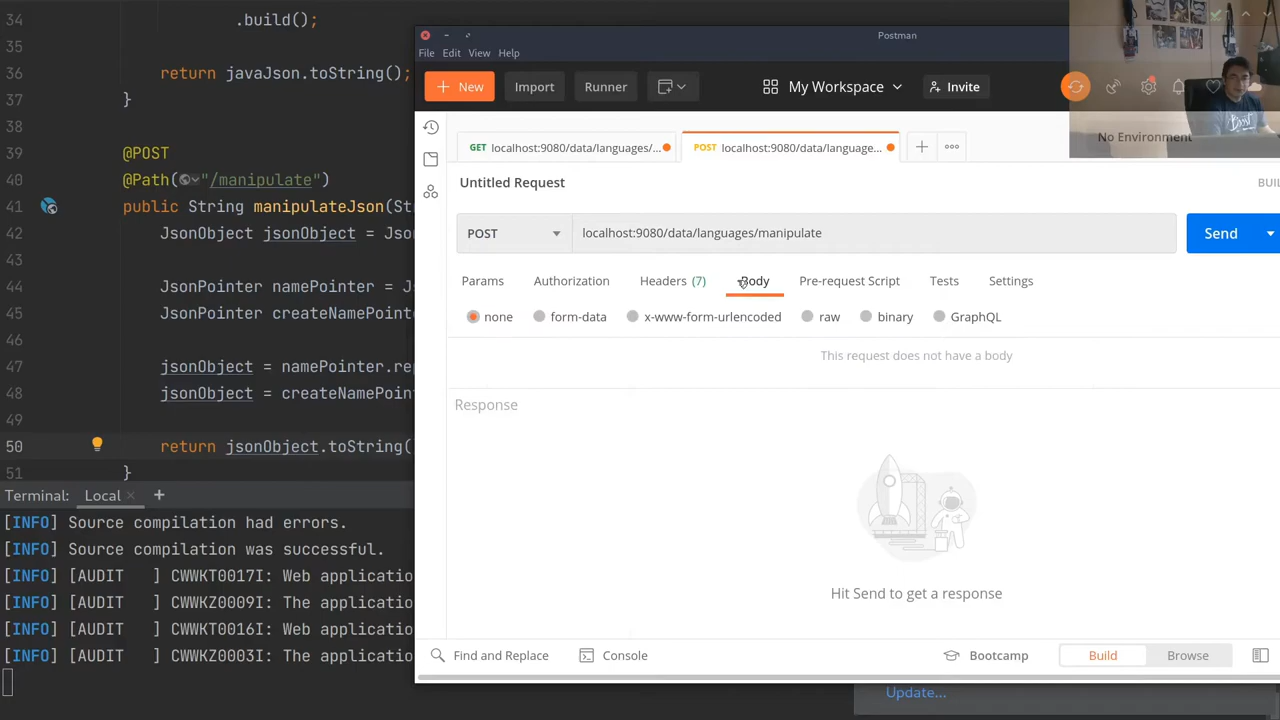 34 .build();
35
36 return javaJson.toString();
37 }
38
39 @POST
40 @Path("/manipulate")
41 public String manipulateJson(St
42 JsonObject jsonObject = Jso
43
44 JsonPointer namePointer = J
45 JsonPointer createNamePoint
46
47 jsonObject = namePointer.rep
48 jsonObject = createNamePoin
49
50 return jsonObject.toString(
51 }
Terminal: Local × +
[INFO] Source compilation had errors.
[INFO] Source compilation was successful.
[INFO] [AUDIT ] CWWKT0017I: Web applicatio
[INFO] [AUDIT ] CWWKZ0009I: The applicatio
[INFO] [AUDIT ] CWWKT0016I: Web applicatio
[INFO] [AUDIT ] CWWKZ0003I: The applicatio
Postman
File Edit View Help
+ New Import Runner My Workspace Invite
No Environment
GET localhost:9080/data/languages/...
POST localhost:9080/data/language...
Untitled Request BUIL
POST localhost:9080/data/languages/manipulate Send
Params Authorization Headers (7) Body Pre-request Script Tests Settings
none form-data x-www-form-urlencoded raw binary GraphQL
This request does not have a body
Response
Hit Send to get a response
Find and Replace Console Bootcamp Build Browse
Update...